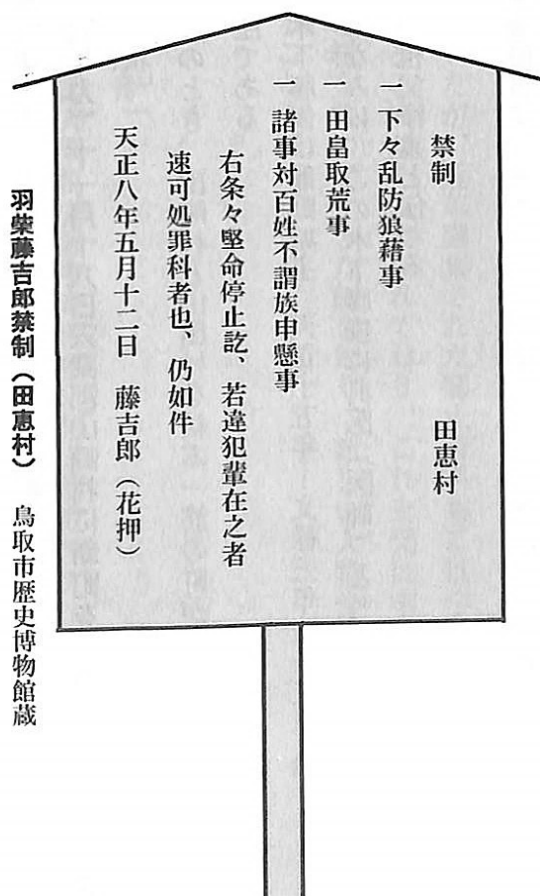 禁制　田恵村
一 下々乱防狼藉事
一 田畠取荒事
一 諸事対百姓不謂族申懸事
右条々堅命停止訖、若違犯輩在之者
速可処罪科者也、仍如件
天正八年五月十二日　藤吉郎（花押）
羽柴藤吉郎禁制（田恵村）　鳥取市歴史博物館蔵